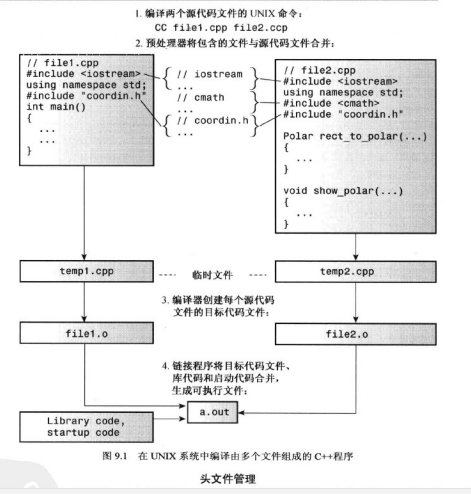 1. 编译两个源代码文件的 UNIX 命令：
CC file1.cpp file2.ccp
2. 预处理器将包含的文件与源代码文件合并：
// file1.cpp
#include <iostream>
using namespace std;
#include "coordin.h"
int main()
{
...
...
}
// iostream
...
// cmath
...
// coordin.h
...
// file2.cpp
#include <iostream>
using namespace std;
#include <cmath>
#include "coordin.h"
Polar rect_to_polar(...)
{
...
}
void show_polar(...)
{
...
}
temp1.cpp
临时文件
temp2.cpp
3. 编译器创建每个源代码
文件的目标代码文件：
file1.o
file2.o
4. 链接程序将目标代码文件、
库代码和启动代码合并，
生成可执行文件：
Library code,
startup code
a.out
图 9.1 在 UNIX 系统中编译由多个文件组成的 C++程序
头文件管理